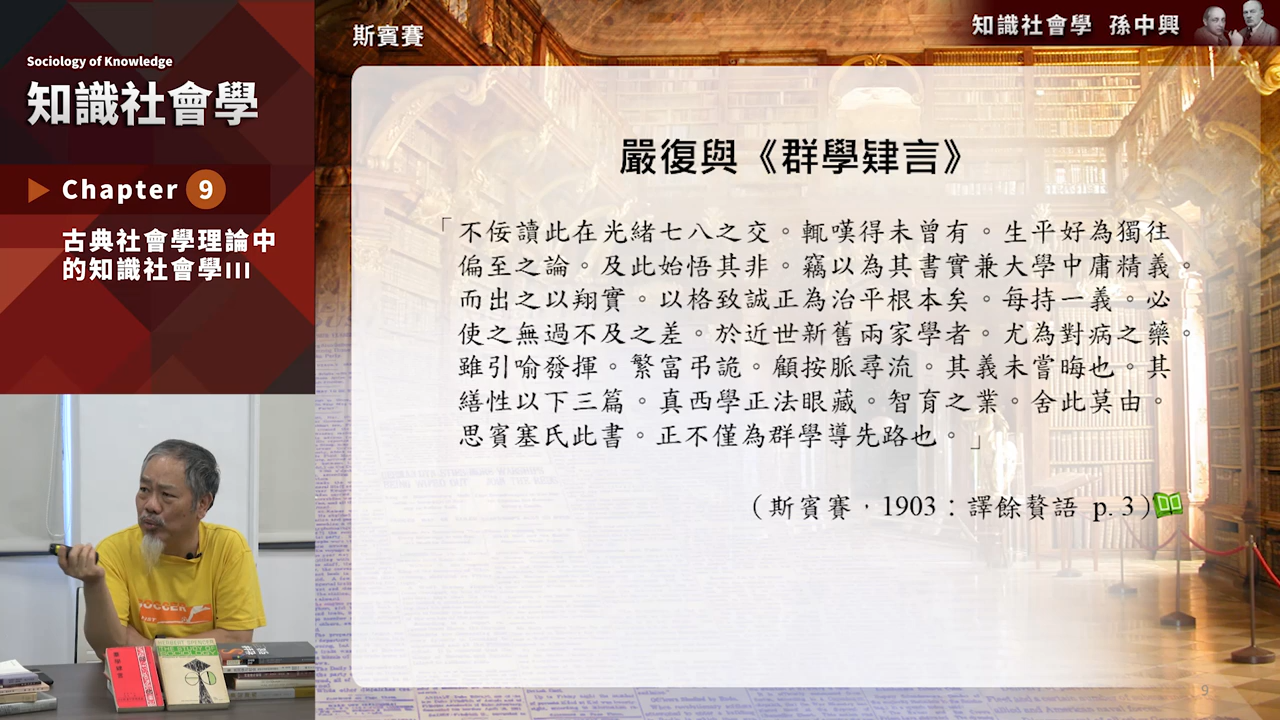 Sociology of Knowledge
知識社會學
Chapter 9
古典社會學理論中
的知識社會學III
斯賓賽
知識社會學 孫中興
嚴復與《群學肄言》
「不佞讀此在光緒七八之交。輒嘆得未曾有。生平好為獨往
偏至之論。及此始悟其非。竊以為其書實兼大學中庸精義。
而出之以翔實。以格致誠正為治平根本矣。每持一義。必
使之無過不及之差。於近世新舊兩家學者。尤為對病之藥。
雖引喻發揮。繁富弔詭。顧按脈尋流。其義未嘗晦也。其
繕性以下三篇。真西學正法眼藏。智育之業。舍此莫由。
思賓塞氏此書。正不僅為群學導先路也。」
（斯賓賽，1903：譯餘贅語 p. 3）
9
SOCCER
群學肄言
HERBERT SPENCER
THE STUDY OF
SOCIOLOGY